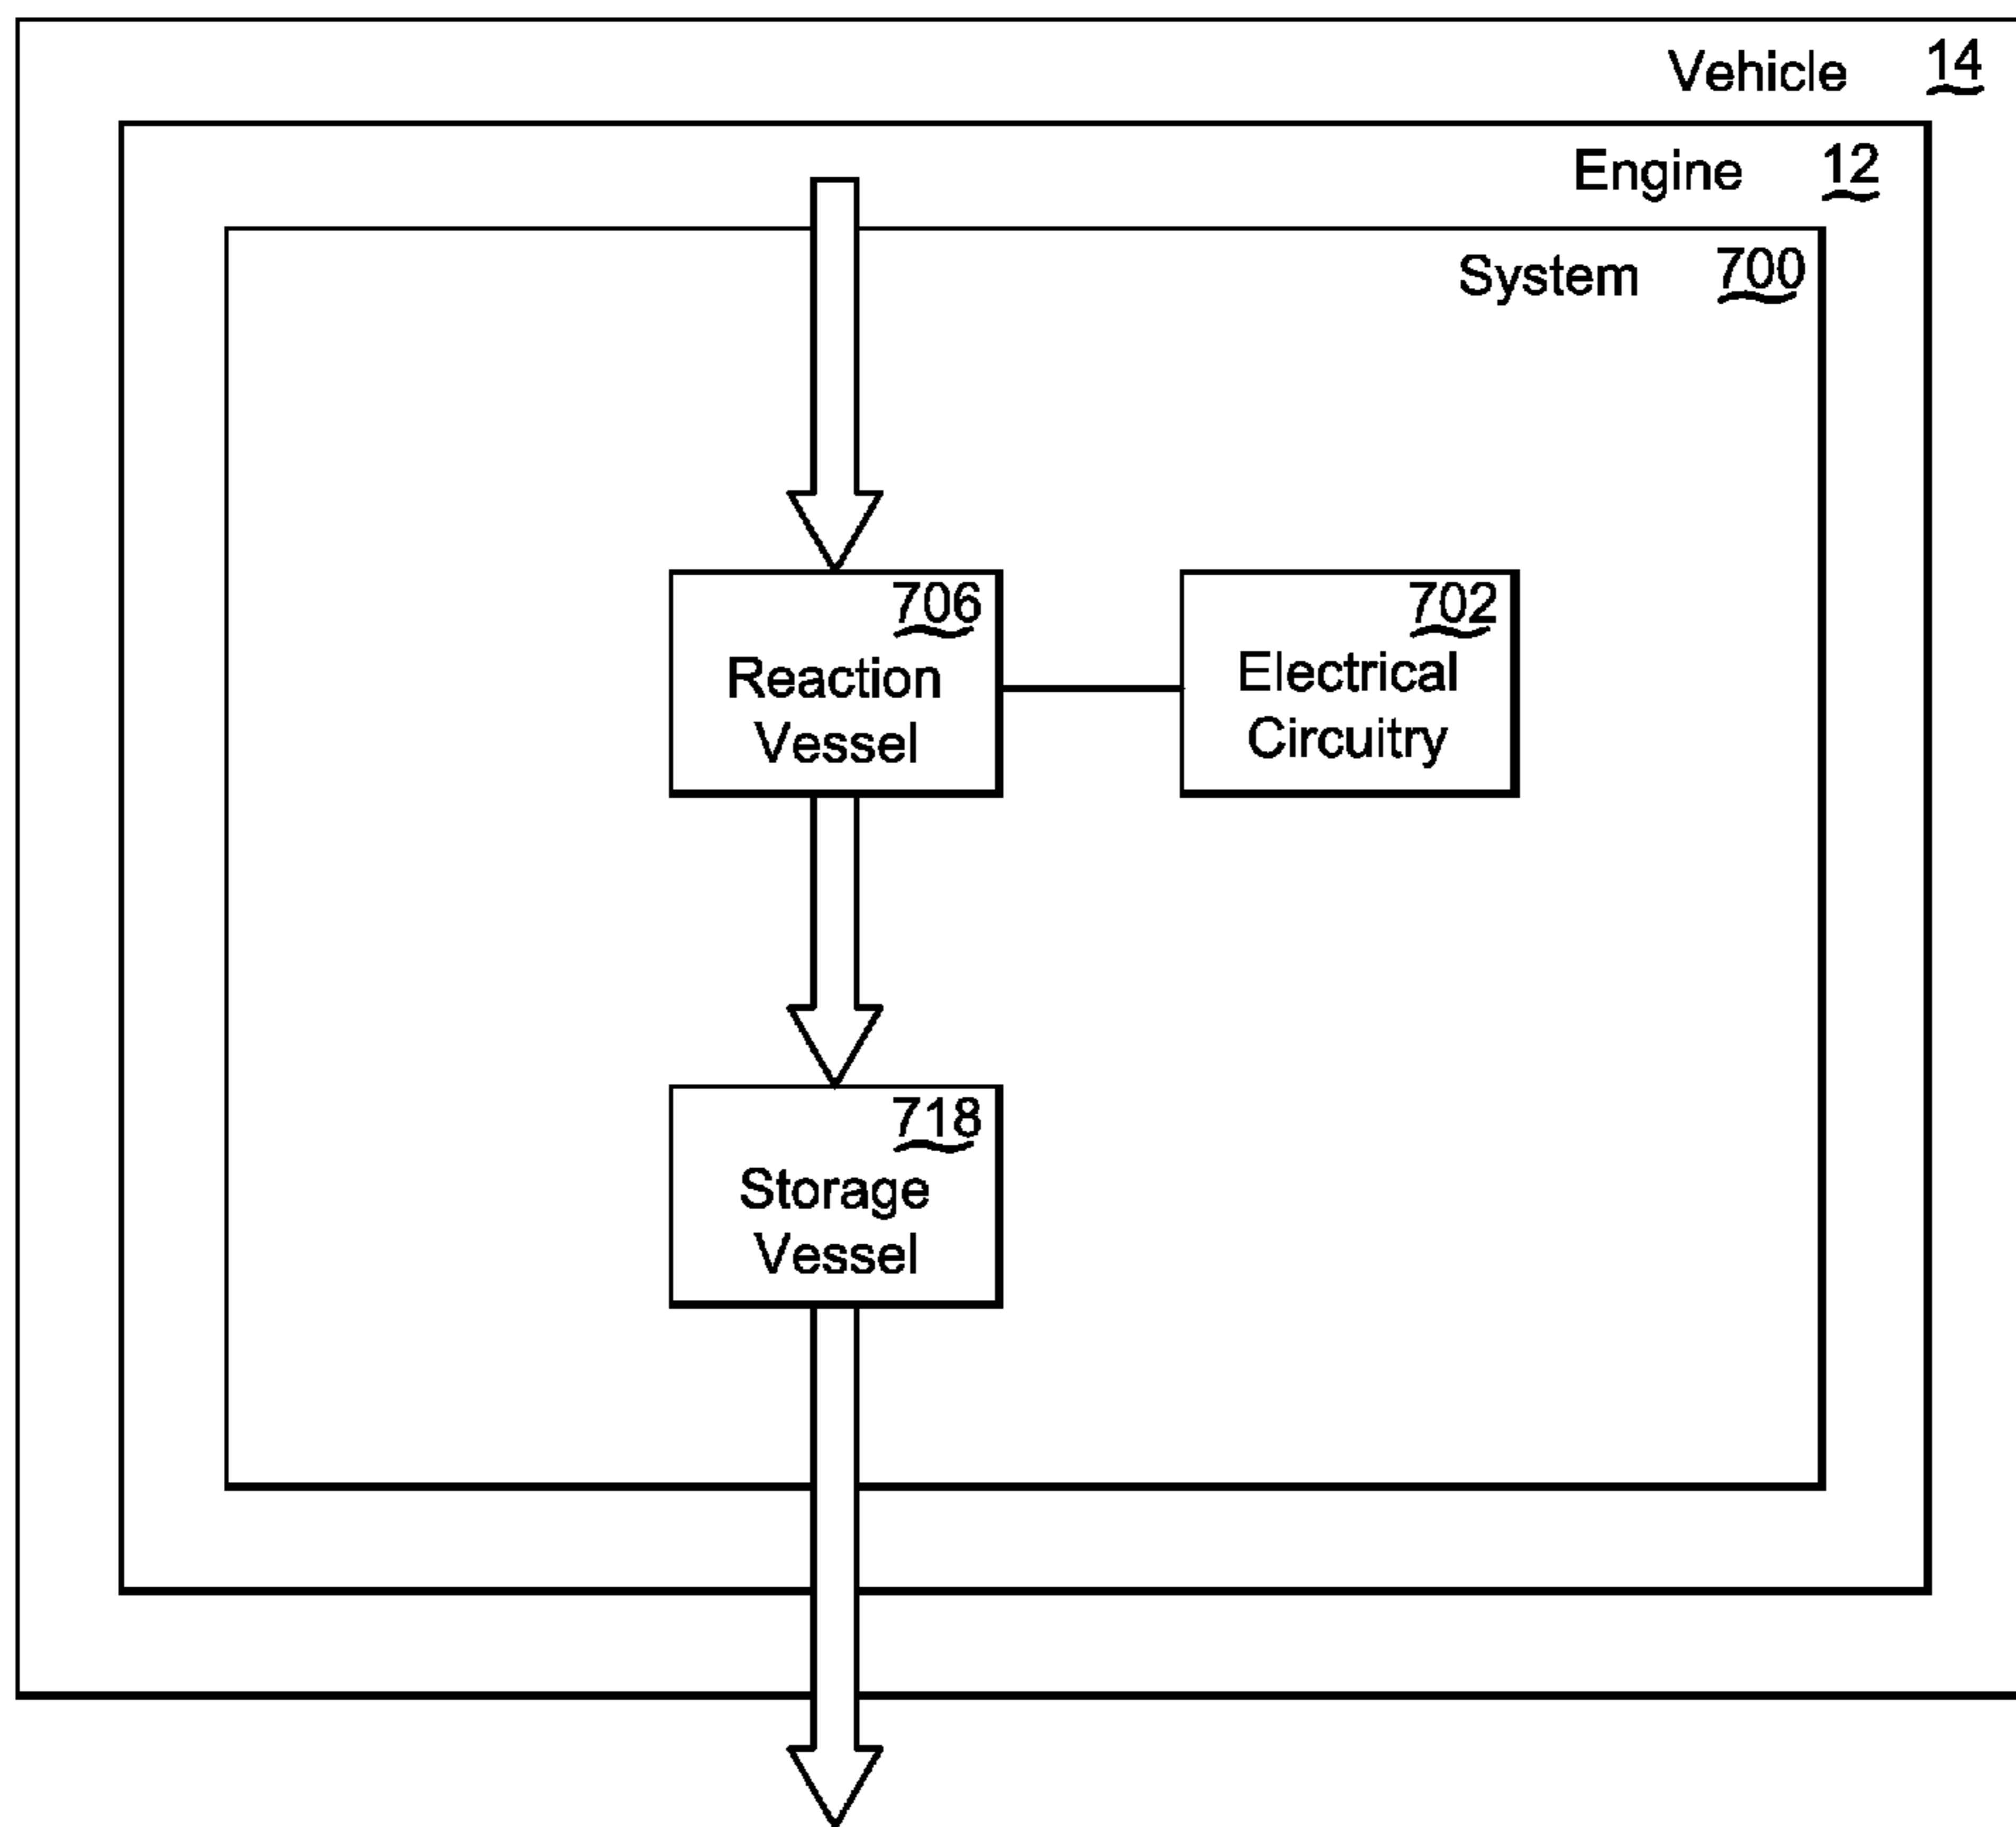 Vehicle 14
Engine 12
System 700
706
Reaction
Vessel
702
Electrical
Circuitry
718
Storage
Vessel